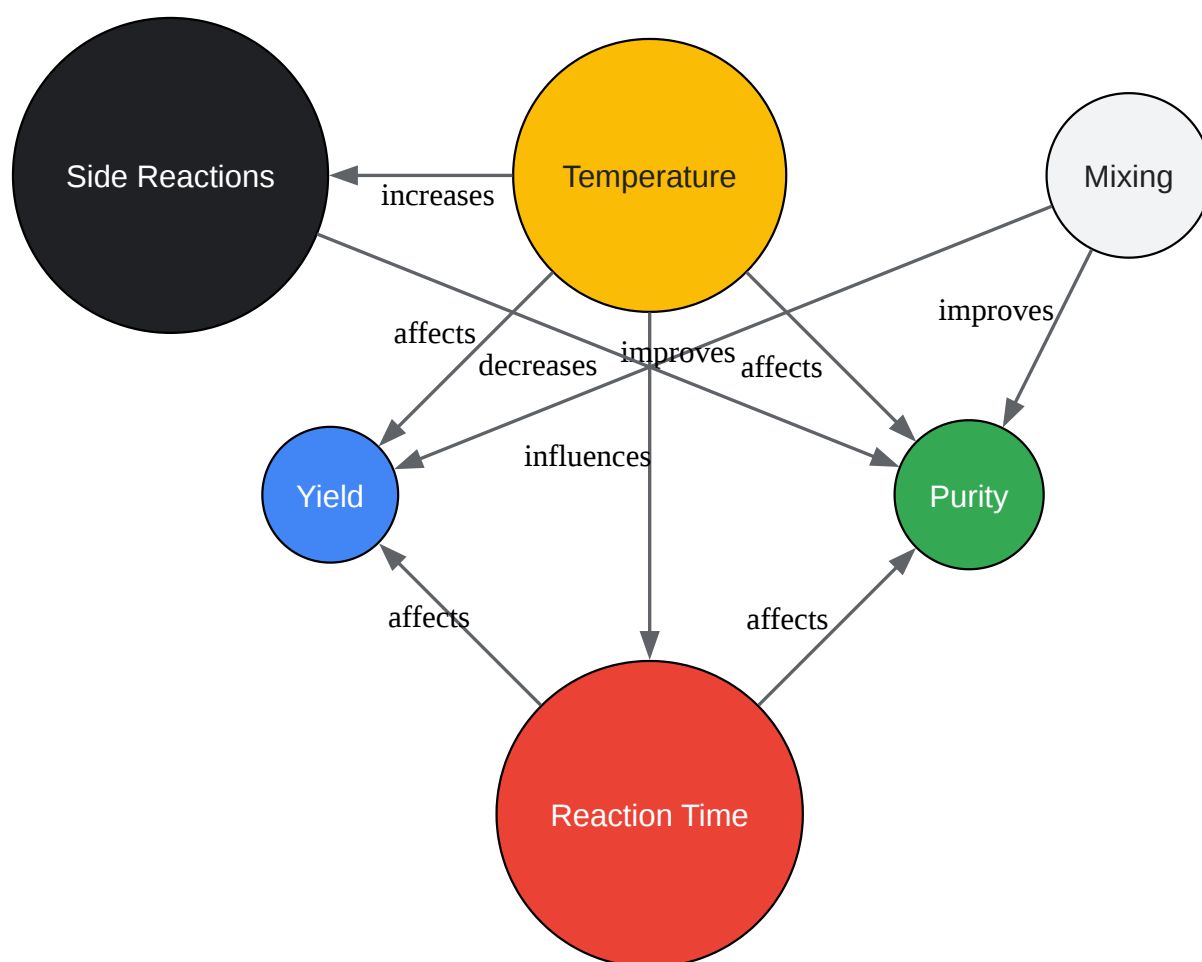 Side Reactions
Temperature
Mixing
increases
improves
affects
decreases
improves
affects
influences
Yield
Purity
affects
affects
Reaction Time